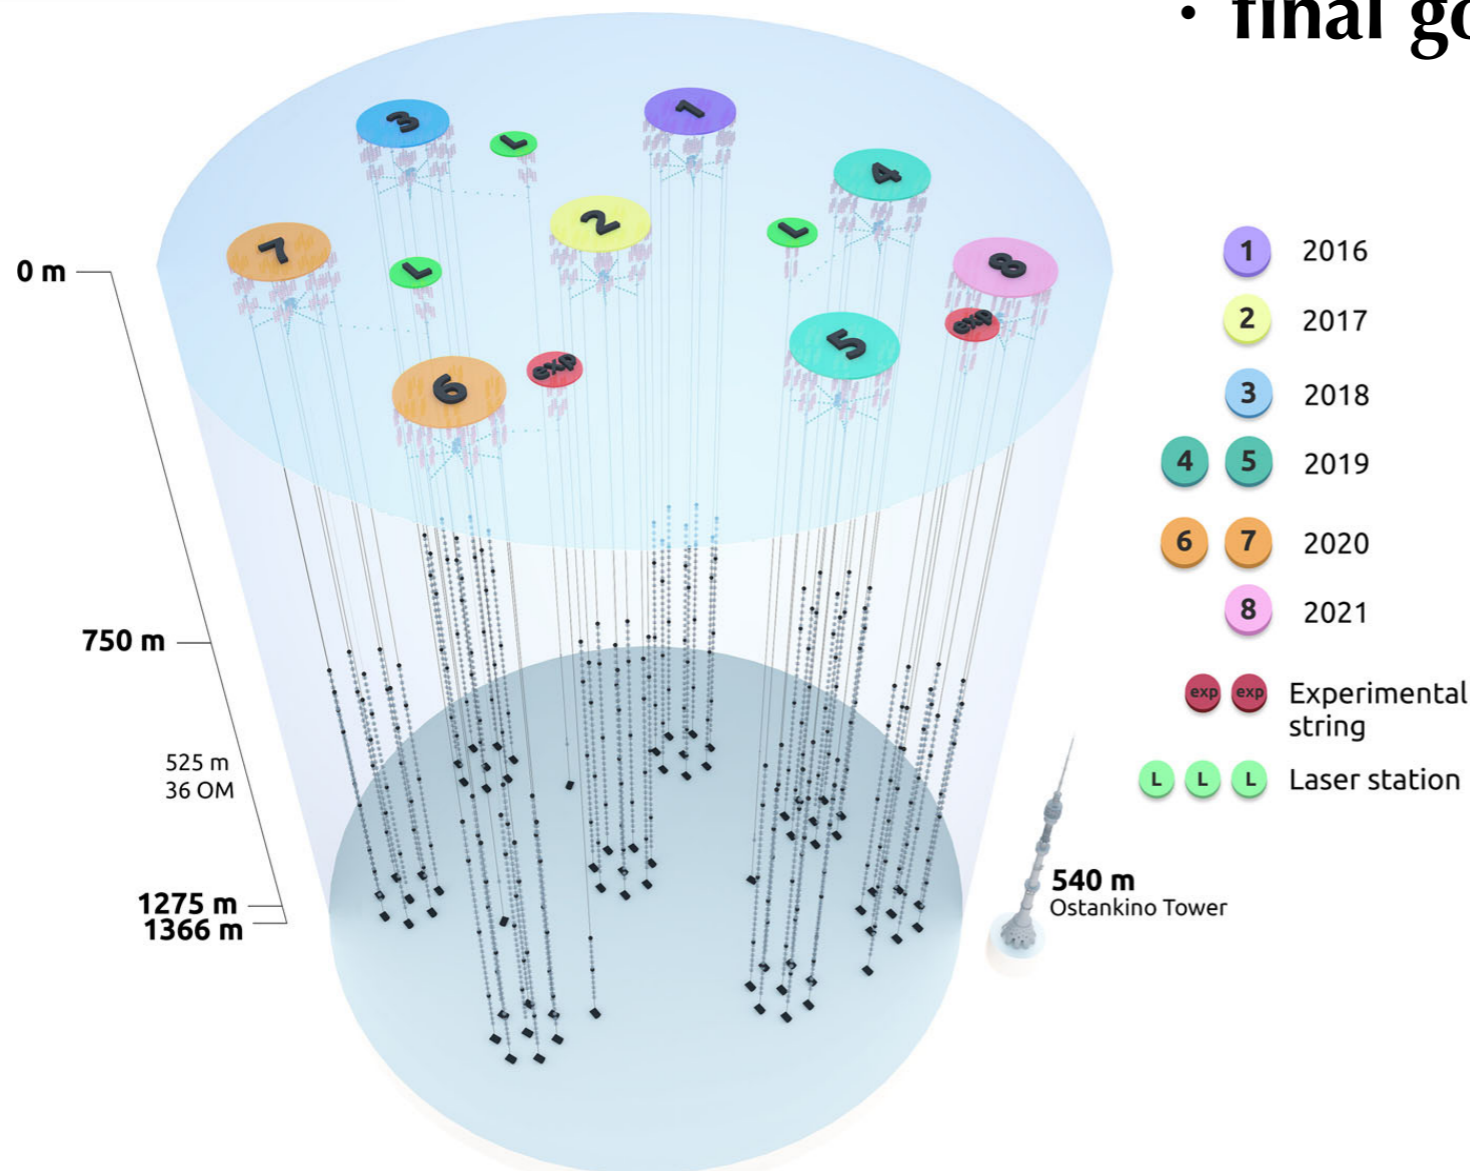 • final go
3
L
1
4
2
L
7
L
8
exp
5
exp
6
0 m
750 m
525 m
36 OM
1275 m
1366 m
1 2016
2 2017
3 2018
4 5 2019
6 7 2020
8 2021
exp exp Experimental
string
L L L Laser station
540 m
Ostankino Tower